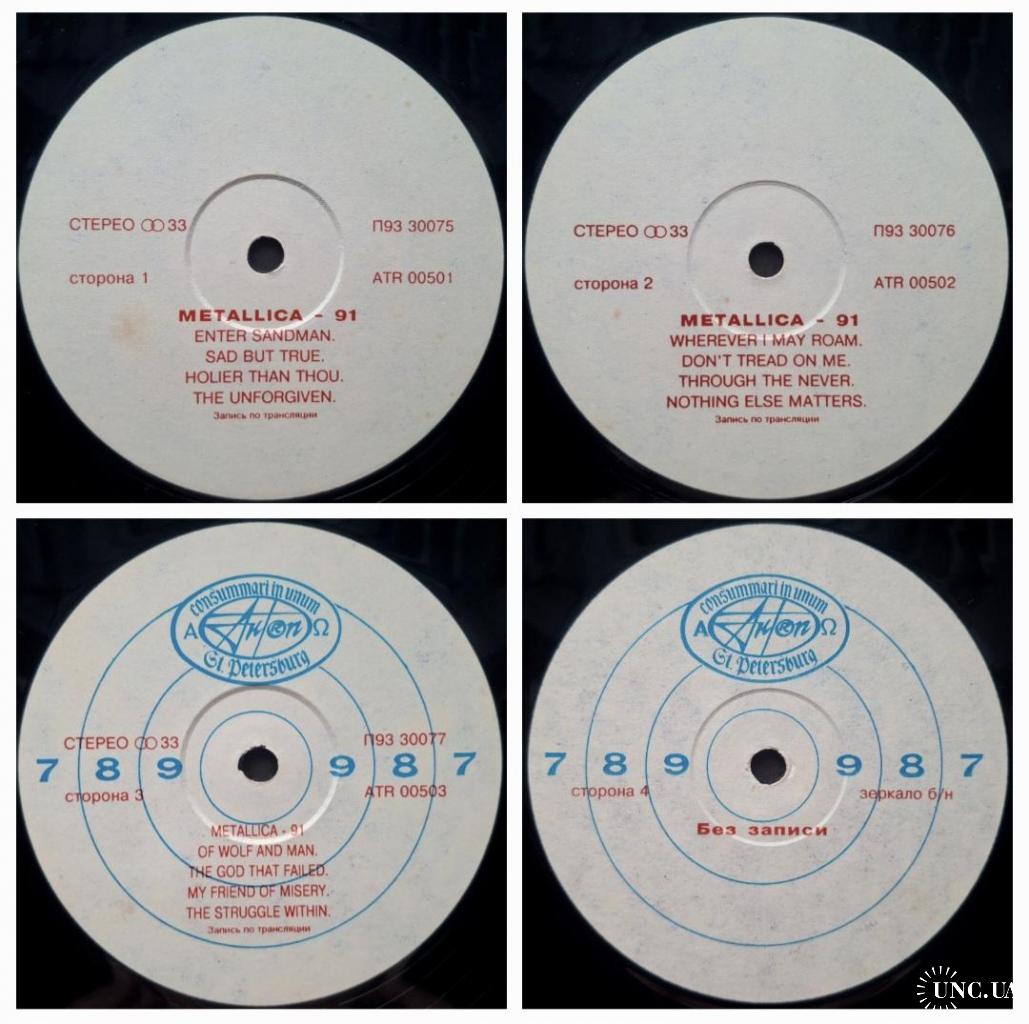 СТЕРЕО 33 П93 30075
сторона 1 ATR 00501
METALLICA - 91
ENTER SANDMAN.
SAD BUT TRUE.
HOLIER THAN THOU.
THE UNFORGIVEN.
Запись по трансляции
СТЕРЕО 33 П93 30076
сторона 2 ATR 00502
METALLICA - 91
WHEREVER I MAY ROAM.
DON'T TREAD ON ME.
THROUGH THE NEVER.
NOTHING ELSE MATTERS.
Запись по трансляции
consummari in unum
A Ω
St. Petersburg
СТЕРЕО 33 П93 30077
7 8 9 9 8 7
сторона 3 ATR 00503
METALLICA - 91
OF WOLF AND MAN.
THE GOD THAT FAILED.
MY FRIEND OF MISERY.
THE STRUGGLE WITHIN.
Запись по трансляции
consummari in unum
A Ω
St. Petersburg
7 8 9 9 8 7
сторона 4 зеркало б/н
Без записи
UNC.UA